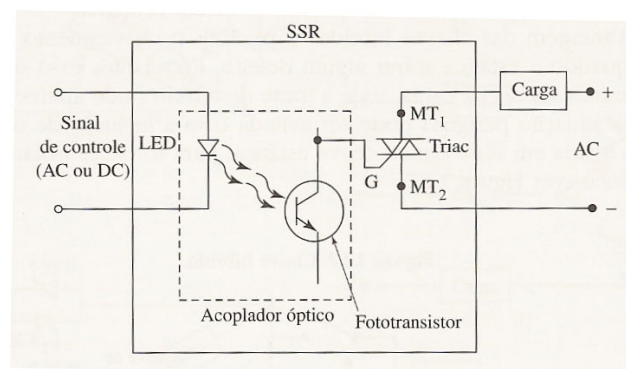 SSR
Carga
+
MT1
Sinal
de controle
(AC ou DC)
LED
Triac
AC
G
MT2
−
Acoplador óptico
Fototransistor